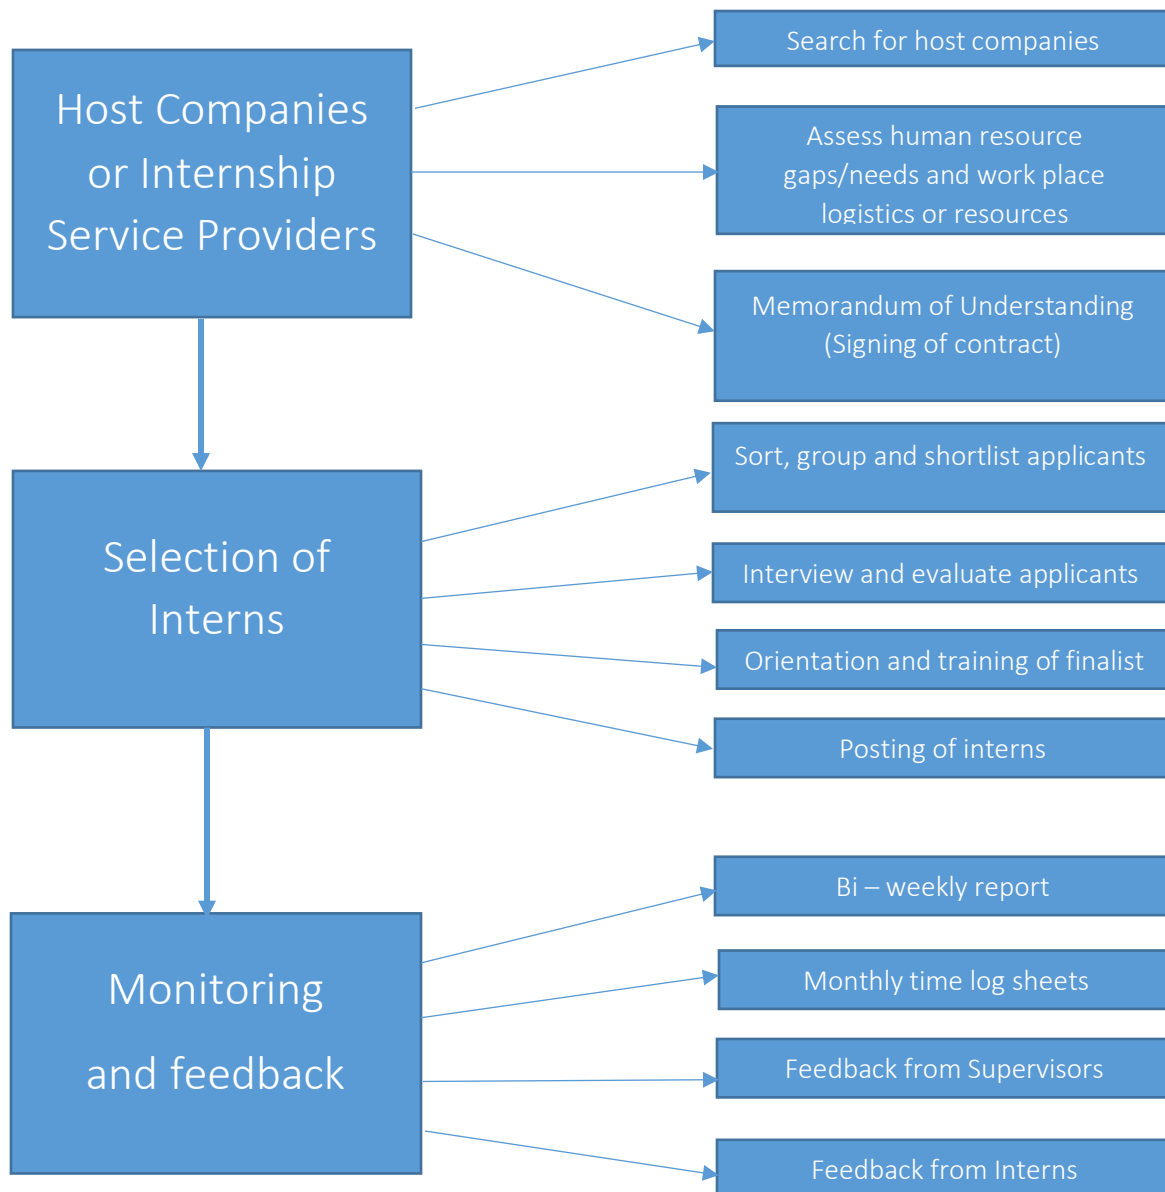 Host Companies
or Internship
Service Providers
Search for host companies
Assess human resource
gaps/needs and work place
logistics or resources
Memorandum of Understanding
(Signing of contract)
Selection of
Interns
Sort, group and shortlist applicants
Interview and evaluate applicants
Orientation and training of finalist
Posting of interns
Monitoring
and feedback
Bi – weekly report
Monthly time log sheets
Feedback from Supervisors
Feedback from Interns